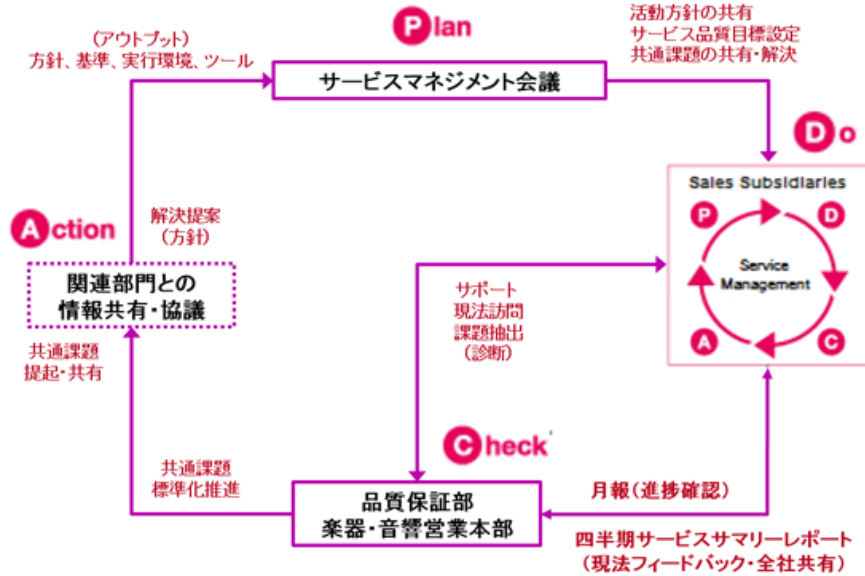 Plan
(アウトプット)
方針、基準、実行環境、ツール
サービスマネジメント会議
活動方針の共有
サービス品質目標設定
共通課題の共有・解決
Do
Sales Subsidiaries
P
D
Service
Management
A
C
Action
解決提案
(方針)
関連部門との
情報共有・協議
共通課題
提起・共有
サポート
現法訪問
課題抽出
(診断)
Check
共通課題
標準化推進
品質保証部
楽器・音響営業本部
月報(進捗確認)
四半期サービスサマリーレポート
(現法フィードバック・全社共有)